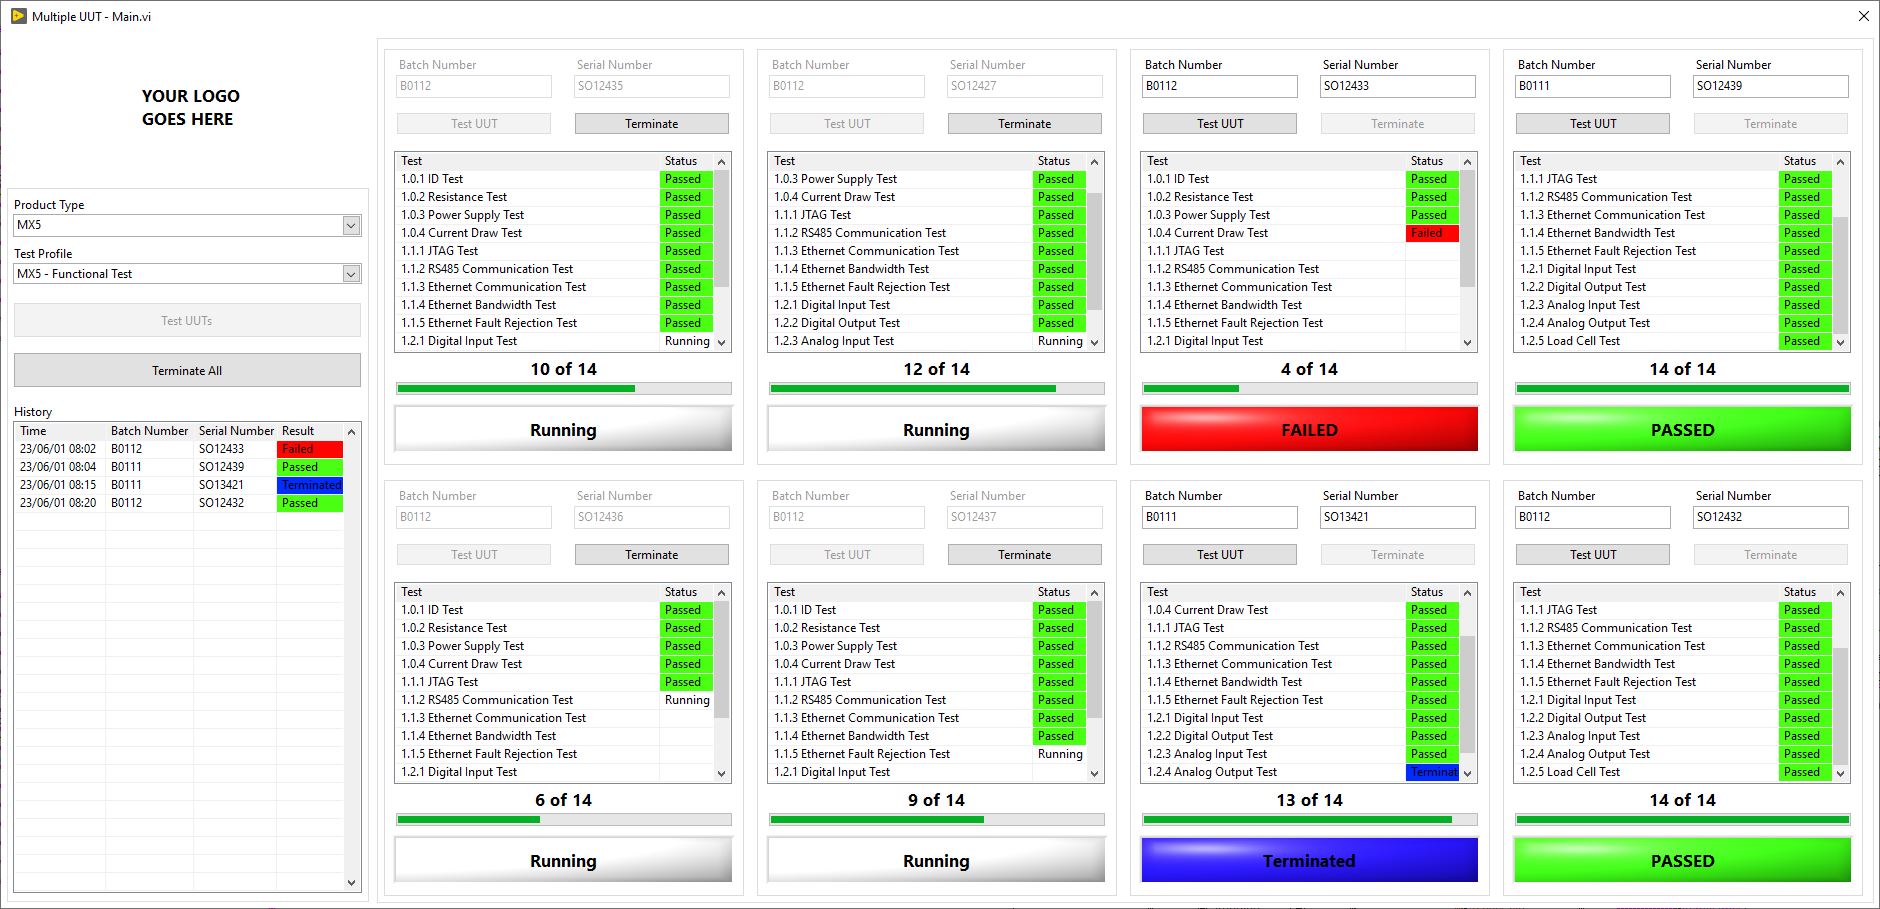 Multiple UUT - Main.vi
YOUR LOGO
GOES HERE
Product Type
MX5
Test Profile
MX5 - Functional Test
Test UUTs
Terminate All
History
Time Batch Number Serial Number Result
23/06/01 08:02 B0112 SO12433 Failed
23/06/01 08:04 B0111 SO12439 Passed
23/06/01 08:15 B0111 SO13421 Terminated
23/06/01 08:20 B0112 SO12432 Passed
Batch Number Serial Number
B0112 SO12435
Test UUT Terminate
Test Status
1.0.1 ID Test Passed
1.0.2 Resistance Test Passed
1.0.3 Power Supply Test Passed
1.0.4 Current Draw Test Passed
1.1.1 JTAG Test Passed
1.1.2 RS485 Communication Test Passed
1.1.3 Ethernet Communication Test Passed
1.1.4 Ethernet Bandwidth Test Passed
1.1.5 Ethernet Fault Rejection Test Passed
1.2.1 Digital Input Test Running
10 of 14
Running
Batch Number Serial Number
B0112 SO12427
Test UUT Terminate
Test Status
1.0.3 Power Supply Test Passed
1.0.4 Current Draw Test Passed
1.1.1 JTAG Test Passed
1.1.2 RS485 Communication Test Passed
1.1.3 Ethernet Communication Test Passed
1.1.4 Ethernet Bandwidth Test Passed
1.1.5 Ethernet Fault Rejection Test Passed
1.2.1 Digital Input Test Passed
1.2.2 Digital Output Test Passed
1.2.3 Analog Input Test Running
12 of 14
Running
Batch Number Serial Number
B0112 SO12433
Test UUT Terminate
Test Status
1.0.1 ID Test Passed
1.0.2 Resistance Test Passed
1.0.3 Power Supply Test Passed
1.0.4 Current Draw Test Failed
1.1.1 JTAG Test
1.1.2 RS485 Communication Test
1.1.3 Ethernet Communication Test
1.1.4 Ethernet Bandwidth Test
1.1.5 Ethernet Fault Rejection Test
1.2.1 Digital Input Test
4 of 14
FAILED
Batch Number Serial Number
B0111 SO12439
Test UUT Terminate
Test Status
1.1.1 JTAG Test Passed
1.1.2 RS485 Communication Test Passed
1.1.3 Ethernet Communication Test Passed
1.1.4 Ethernet Bandwidth Test Passed
1.1.5 Ethernet Fault Rejection Test Passed
1.2.1 Digital Input Test Passed
1.2.2 Digital Output Test Passed
1.2.3 Analog Input Test Passed
1.2.4 Analog Output Test Passed
1.2.5 Load Cell Test Passed
14 of 14
PASSED
Batch Number Serial Number
B0112 SO12436
Test UUT Terminate
Test Status
1.0.1 ID Test Passed
1.0.2 Resistance Test Passed
1.0.3 Power Supply Test Passed
1.0.4 Current Draw Test Passed
1.1.1 JTAG Test Passed
1.1.2 RS485 Communication Test Running
1.1.3 Ethernet Communication Test
1.1.4 Ethernet Bandwidth Test
1.1.5 Ethernet Fault Rejection Test
1.2.1 Digital Input Test
6 of 14
Running
Batch Number Serial Number
B0112 SO12437
Test UUT Terminate
Test Status
1.0.1 ID Test Passed
1.0.2 Resistance Test Passed
1.0.3 Power Supply Test Passed
1.0.4 Current Draw Test Passed
1.1.1 JTAG Test Passed
1.1.2 RS485 Communication Test Passed
1.1.3 Ethernet Communication Test Passed
1.1.4 Ethernet Bandwidth Test Passed
1.1.5 Ethernet Fault Rejection Test Running
1.2.1 Digital Input Test
9 of 14
Running
Batch Number Serial Number
B0111 SO13421
Test UUT Terminate
Test Status
1.0.4 Current Draw Test Passed
1.1.1 JTAG Test Passed
1.1.2 RS485 Communication Test Passed
1.1.3 Ethernet Communication Test Passed
1.1.4 Ethernet Bandwidth Test Passed
1.1.5 Ethernet Fault Rejection Test Passed
1.2.1 Digital Input Test Passed
1.2.2 Digital Output Test Passed
1.2.3 Analog Input Test Passed
1.2.4 Analog Output Test Terminat
13 of 14
Terminated
Batch Number Serial Number
B0112 SO12432
Test UUT Terminate
Test Status
1.1.1 JTAG Test Passed
1.1.2 RS485 Communication Test Passed
1.1.3 Ethernet Communication Test Passed
1.1.4 Ethernet Bandwidth Test Passed
1.1.5 Ethernet Fault Rejection Test Passed
1.2.1 Digital Input Test Passed
1.2.2 Digital Output Test Passed
1.2.3 Analog Input Test Passed
1.2.4 Analog Output Test Passed
1.2.5 Load Cell Test Passed
14 of 14
PASSED